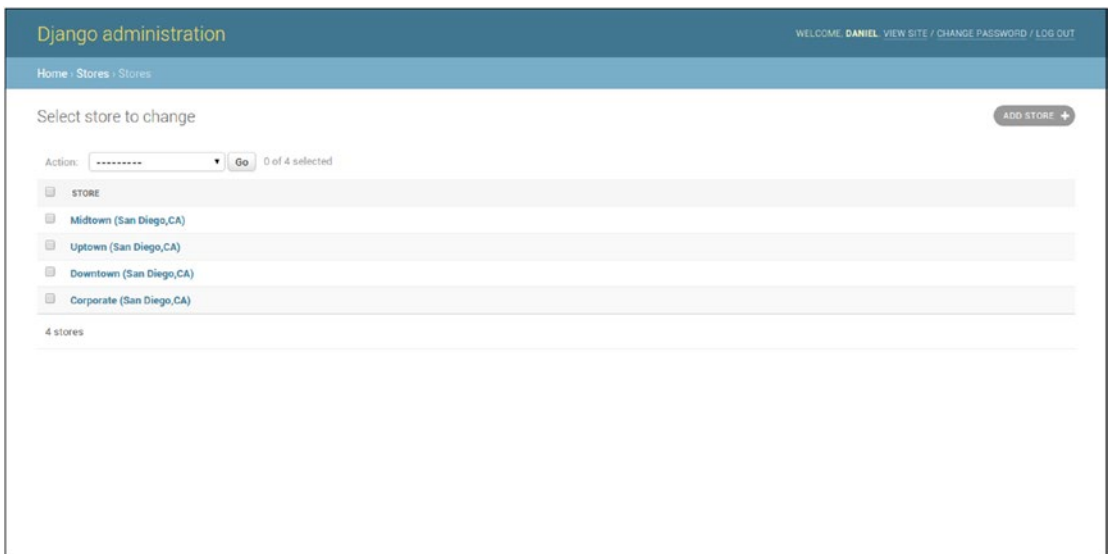 Django administration
WELCOME, DANIEL. VIEW SITE / CHANGE PASSWORD / LOG OUT
Home › Stores › Stores
Select store to change
ADD STORE +
Action: --------- Go 0 of 4 selected
STORE
Midtown (San Diego,CA)
Uptown (San Diego,CA)
Downtown (San Diego,CA)
Corporate (San Diego,CA)
4 stores